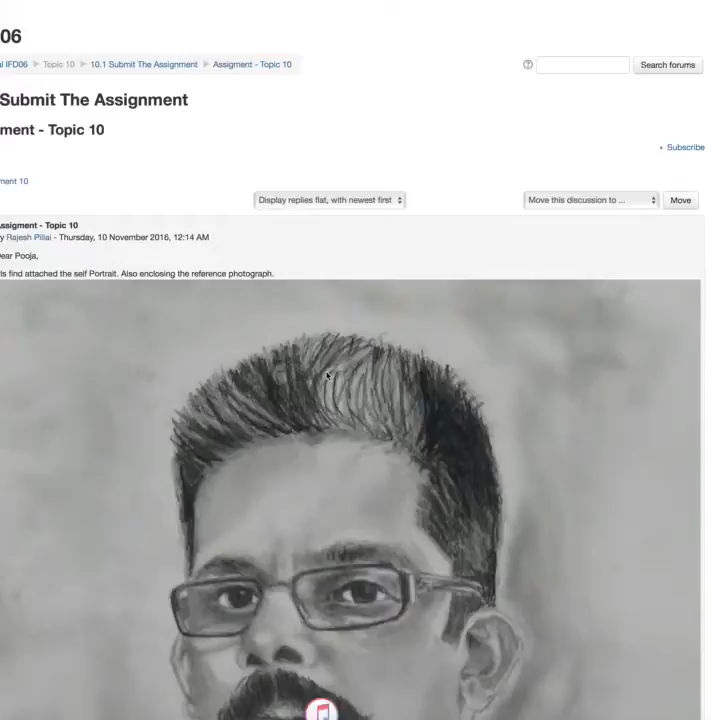 06
al IFD06 Topic 10 10.1 Submit The Assignment Assigment - Topic 10
Search forums
Submit The Assignment
ment - Topic 10
Subscribe
ment 10
Display replies flat, with newest first Move this discussion to ... Move
Assigment - Topic 10
y Rajesh Pillai - Thursday, 10 November 2016, 12:14 AM
ear Pooja,
ls find attached the self Portrait. Also enclosing the reference photograph.